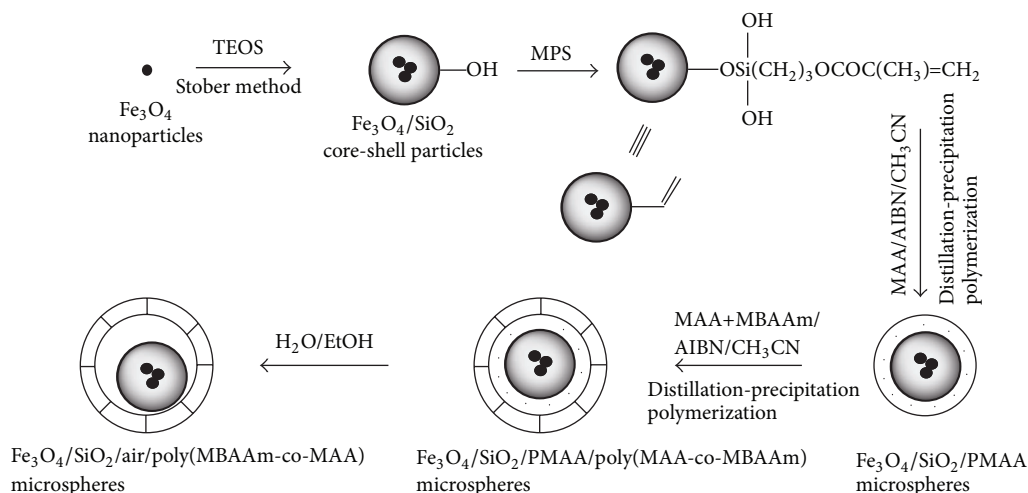 TEOS
Stober method
Fe₃O₄
nanoparticles
OH
Fe₃O₄/SiO₂
core-shell particles
MPS
OH
OSi(CH₂)₃OCOC(CH₃)=CH₂
OH
MAA/AIBN/CH₃CN
Distillation-precipitation
polymerization
Fe₃O₄/SiO₂/PMAA
microspheres
MAA+MBAAm/
AIBN/CH₃CN
Distillation-precipitation
polymerization
Fe₃O₄/SiO₂/PMAA/poly(MAA-co-MBAAm)
microspheres
H₂O/EtOH
Fe₃O₄/SiO₂/air/poly(MBAAm-co-MAA)
microspheres